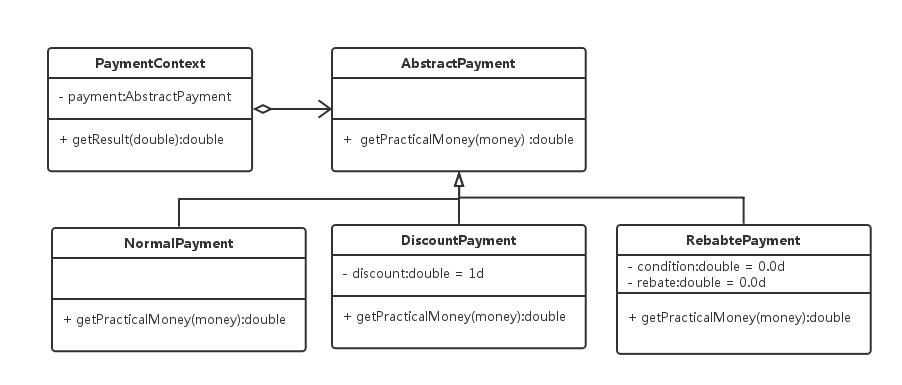 PaymentContext
- payment:AbstractPayment
+ getResult(double):double
AbstractPayment
+ getPracticalMoney(money) :double
NormalPayment
+ getPracticalMoney(money):double
DiscountPayment
- discount:double = 1d
+ getPracticalMoney(money):double
RebabtePayment
- condition:double = 0.0d
- rebate:double = 0.0d
+ getPracticalMoney(money):double